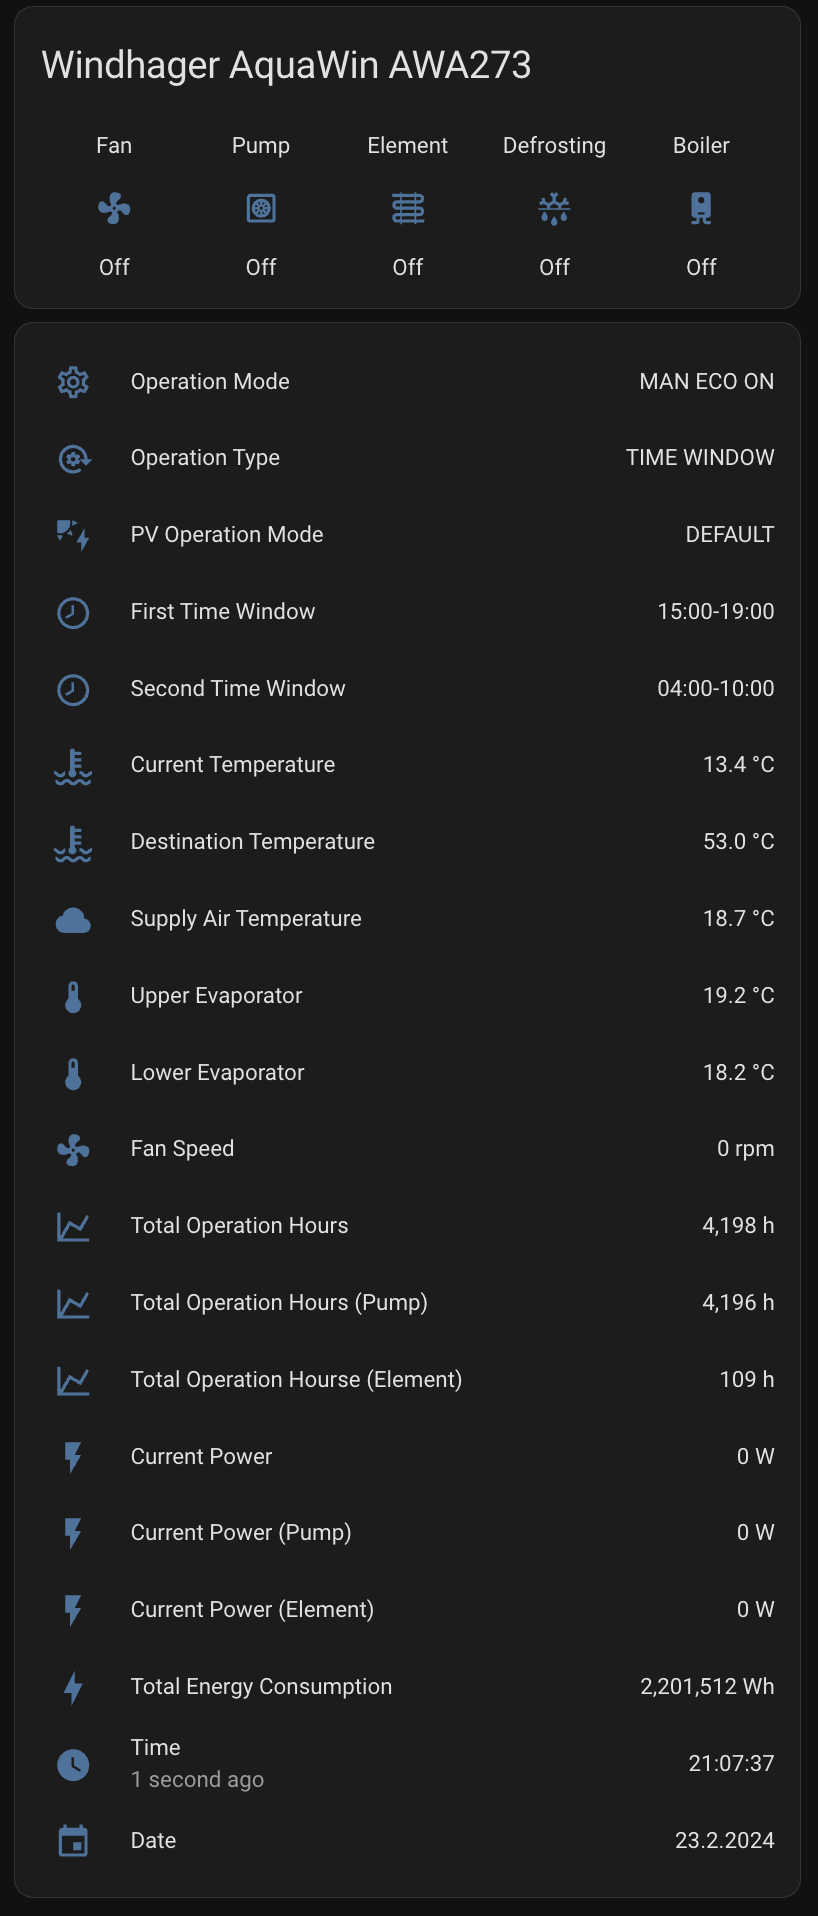 Windhager AquaWin AWA273
Fan Pump Element Defrosting Boiler
Off Off Off Off Off
Operation Mode MAN ECO ON
Operation Type TIME WINDOW
PV Operation Mode DEFAULT
First Time Window 15:00-19:00
Second Time Window 04:00-10:00
Current Temperature 13.4 °C
Destination Temperature 53.0 °C
Supply Air Temperature 18.7 °C
Upper Evaporator 19.2 °C
Lower Evaporator 18.2 °C
Fan Speed 0 rpm
Total Operation Hours 4,198 h
Total Operation Hours (Pump) 4,196 h
Total Operation Hourse (Element) 109 h
Current Power 0 W
Current Power (Pump) 0 W
Current Power (Element) 0 W
Total Energy Consumption 2,201,512 Wh
Time 21:07:37
1 second ago
Date 23.2.2024